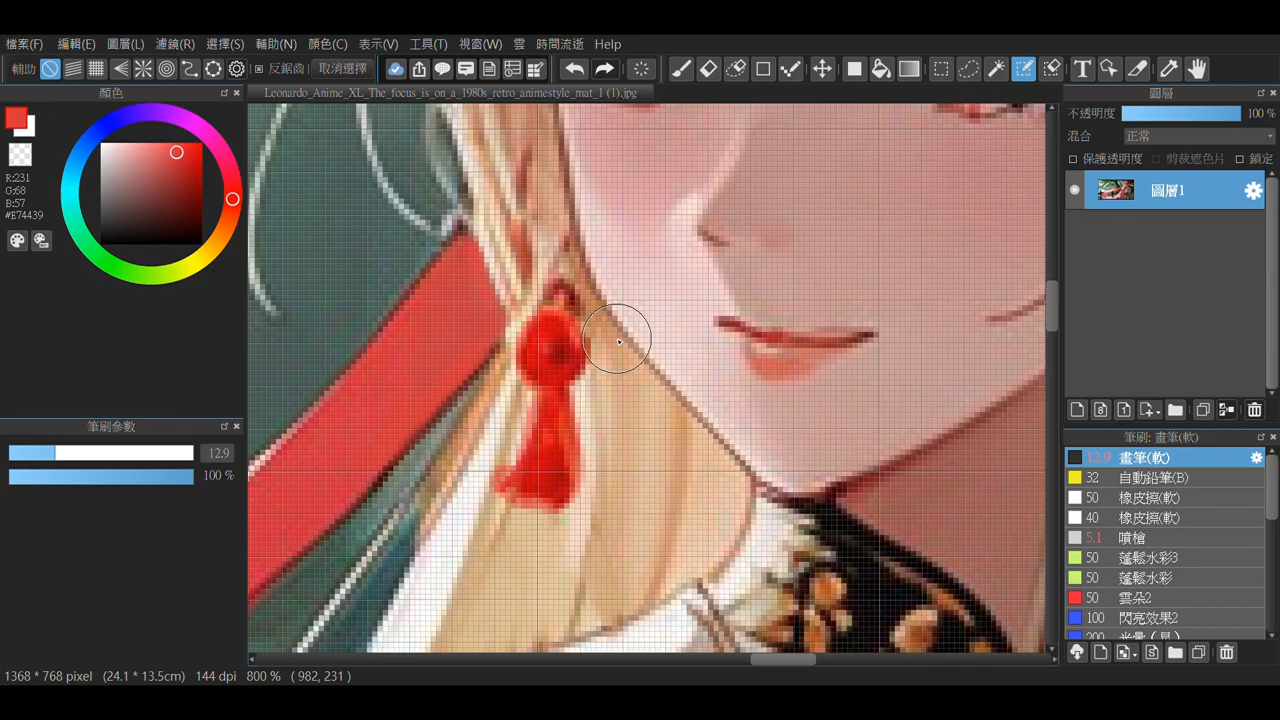 檔案(F) 編輯(E) 圖層(L) 濾鏡(R) 選擇(S) 輔助(N) 顏色(C) 表示(V) 工具(T) 視窗(W) 雲 時間流逝 Help
輔助 反鋸齒 取消選擇
顏色
Leonardo_Anime_XL_The_focus_is_on_a_1980s_retro_animestyle_mat_1 (1).jpg
圖層
不透明度 100 %
混合 正常
保護透明度 剪裁遮色片 鎖定
圖層1
R:231
G:68
B:57
#E74439
筆刷參數
12.9
100 %
筆刷: 畫筆(軟)
12.9 畫筆(軟)
32 自動鉛筆(B)
50 橡皮擦(軟)
40 橡皮擦(軟)
5.1 噴槍
50 蓬鬆水彩3
50 蓬鬆水彩
50 雲朵2
100 閃亮效果2
200 光暈（星）
1368 * 768 pixel (24.1 * 13.5cm) 144 dpi 800 % ( 982, 231 )